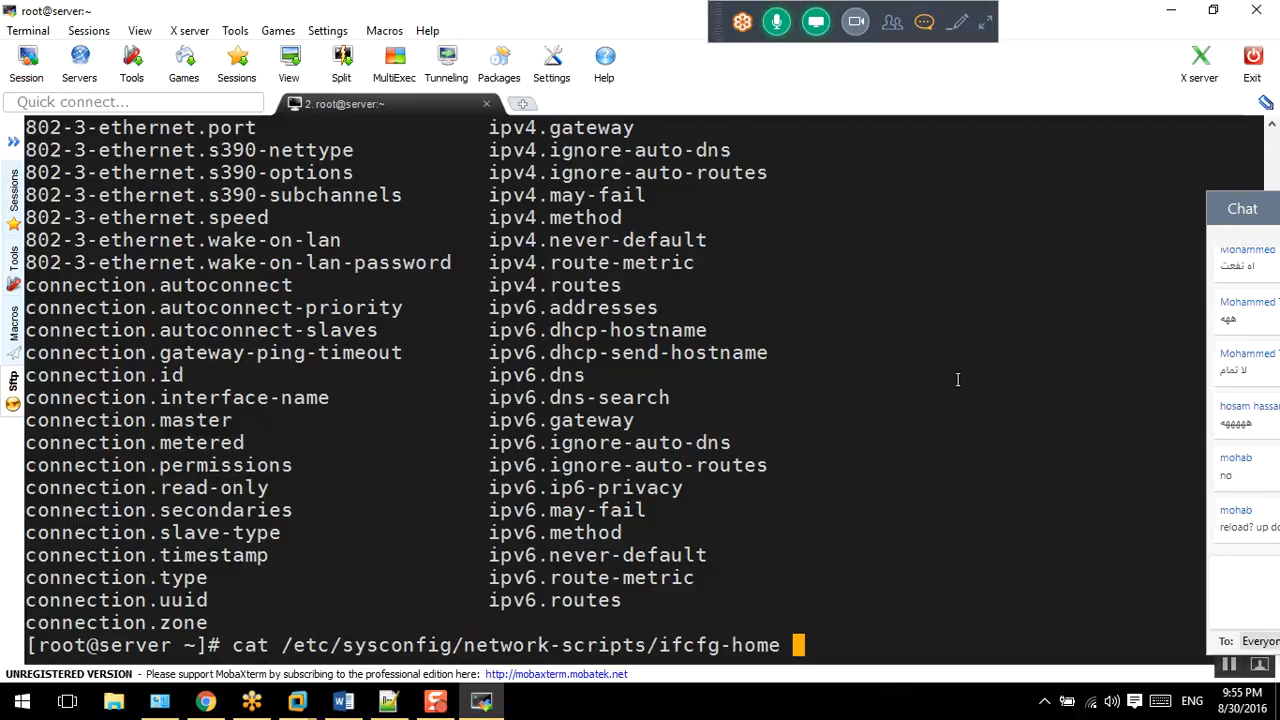 root@server:~
Terminal Sessions View X server Tools Games Settings Macros Help
Session Servers Tools Games Sessions View Split MultiExec Tunneling Packages Settings Help X server Exit
Quick connect...
2. root@server:~
Sessions
Tools
Macros
Sftp
802-3-ethernet.port ipv4.gateway
802-3-ethernet.s390-nettype ipv4.ignore-auto-dns
802-3-ethernet.s390-options ipv4.ignore-auto-routes
802-3-ethernet.s390-subchannels ipv4.may-fail
802-3-ethernet.speed ipv4.method
802-3-ethernet.wake-on-lan ipv4.never-default
802-3-ethernet.wake-on-lan-password ipv4.route-metric
connection.autoconnect ipv4.routes
connection.autoconnect-priority ipv6.addresses
connection.autoconnect-slaves ipv6.dhcp-hostname
connection.gateway-ping-timeout ipv6.dhcp-send-hostname
connection.id ipv6.dns
connection.interface-name ipv6.dns-search
connection.master ipv6.gateway
connection.metered ipv6.ignore-auto-dns
connection.permissions ipv6.ignore-auto-routes
connection.read-only ipv6.ip6-privacy
connection.secondaries ipv6.may-fail
connection.slave-type ipv6.method
connection.timestamp ipv6.never-default
connection.type ipv6.route-metric
connection.uuid ipv6.routes
connection.zone
[root@server ~]# cat /etc/sysconfig/network-scripts/ifcfg-home
Chat
Mohammed
اه نفعت
Mohammed
ههه
Mohammed
لا تمام
hosam hassan
ههههه
mohab
no
mohab
reload? up do
To: Everyon
UNREGISTERED VERSION - Please support MobaXterm by subscribing to the professional edition here: http://mobaxterm.mobatek.net
ENG
9:55 PM
8/30/2016